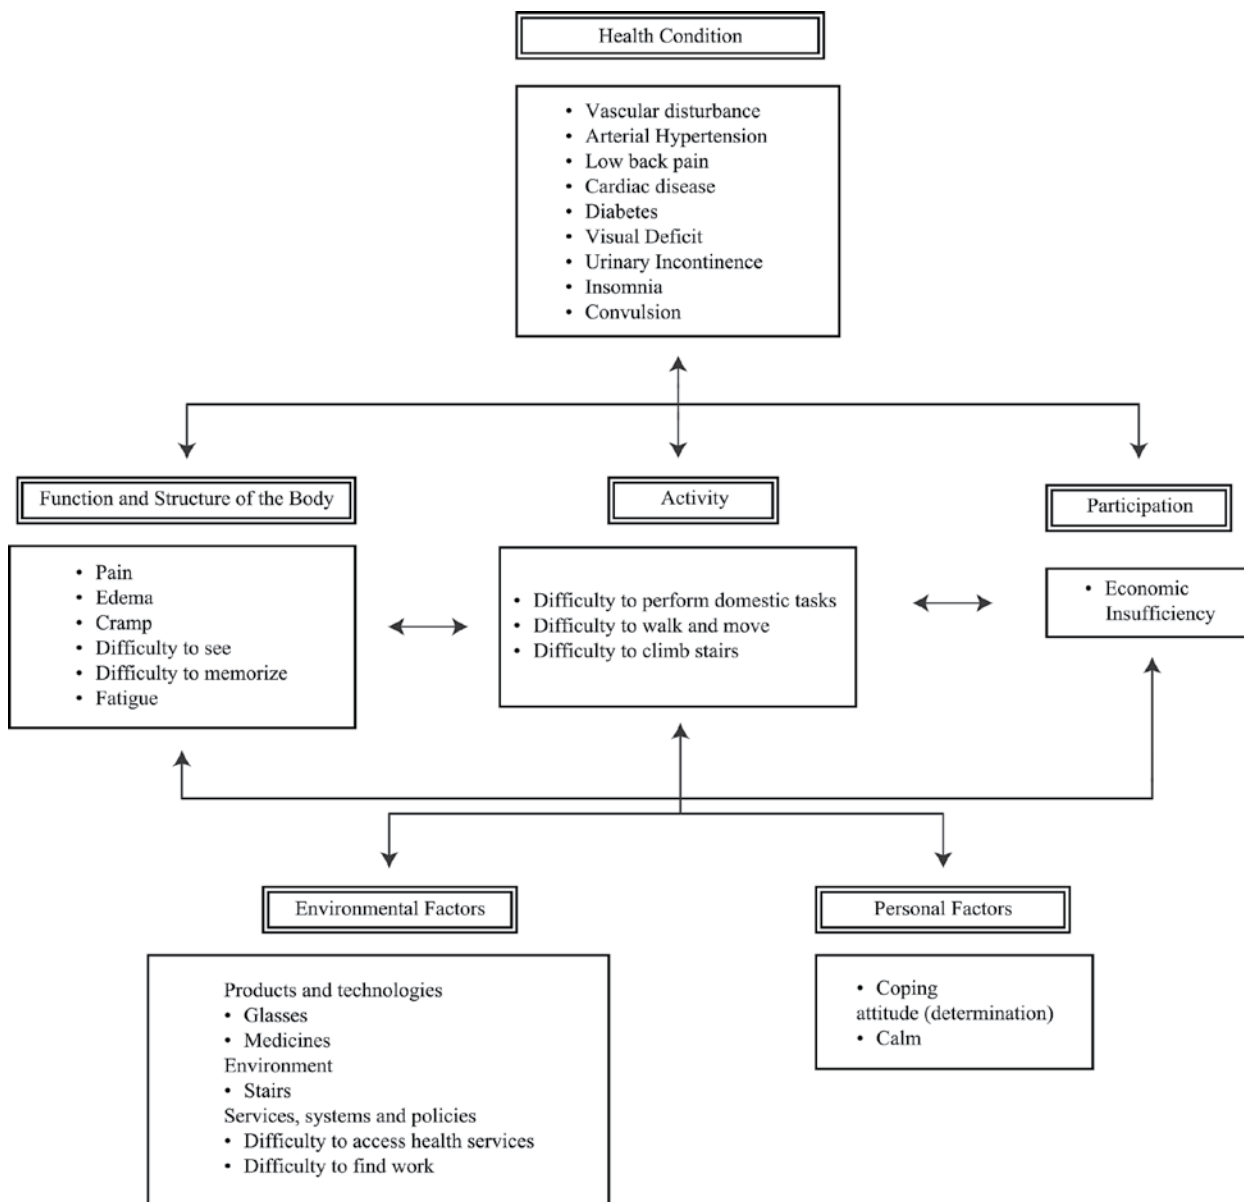 Health Condition
• Vascular disturbance
• Arterial Hypertension
• Low back pain
• Cardiac disease
• Diabetes
• Visual Deficit
• Urinary Incontinence
• Insomnia
• Convulsion
Function and Structure of the Body
• Pain
• Edema
• Cramp
• Difficulty to see
• Difficulty to memorize
• Fatigue
Activity
• Difficulty to perform domestic tasks
• Difficulty to walk and move
• Difficulty to climb stairs
Participation
• Economic
Insufficiency
Environmental Factors
Products and technologies
• Glasses
• Medicines
Environment
• Stairs
Services, systems and policies
• Difficulty to access health services
• Difficulty to find work
Personal Factors
• Coping
attitude (determination)
• Calm